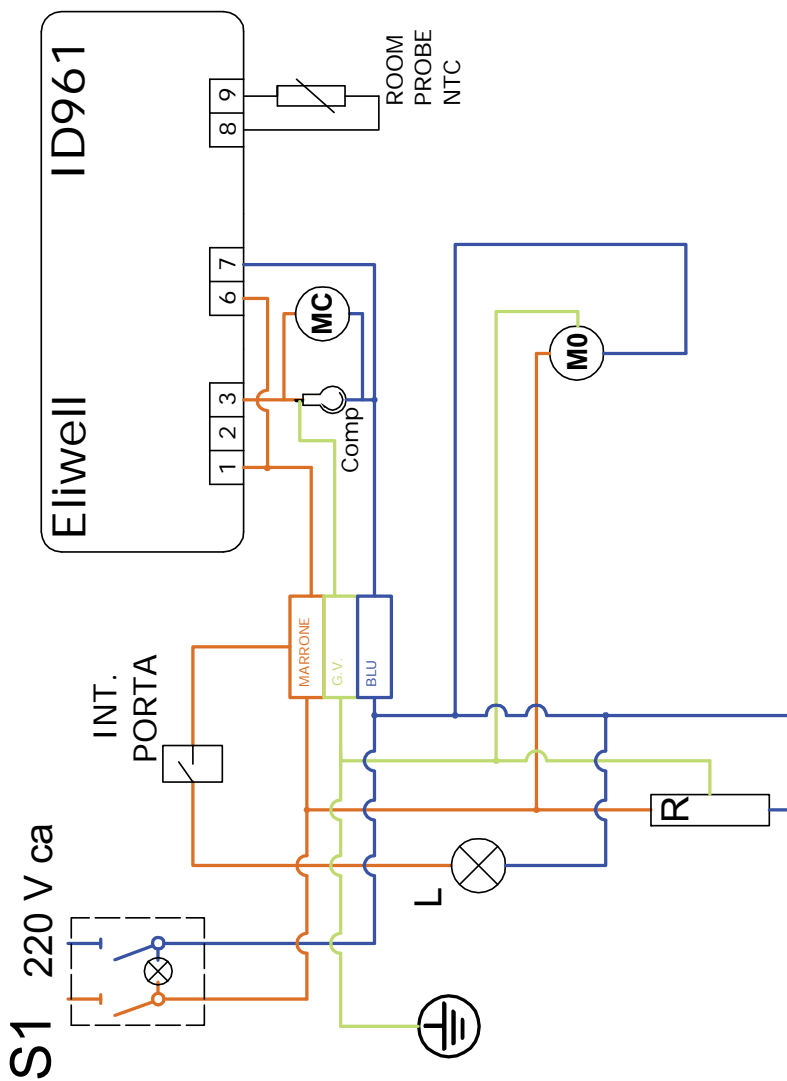 Eliwell ID961
1 2 3 6 7 8 9
ROOM
PROBE
NTC
MC
Comp
M0
INT.
PORTA
MARRONE
G.V.
BLU
S1 220 V ca
L
R